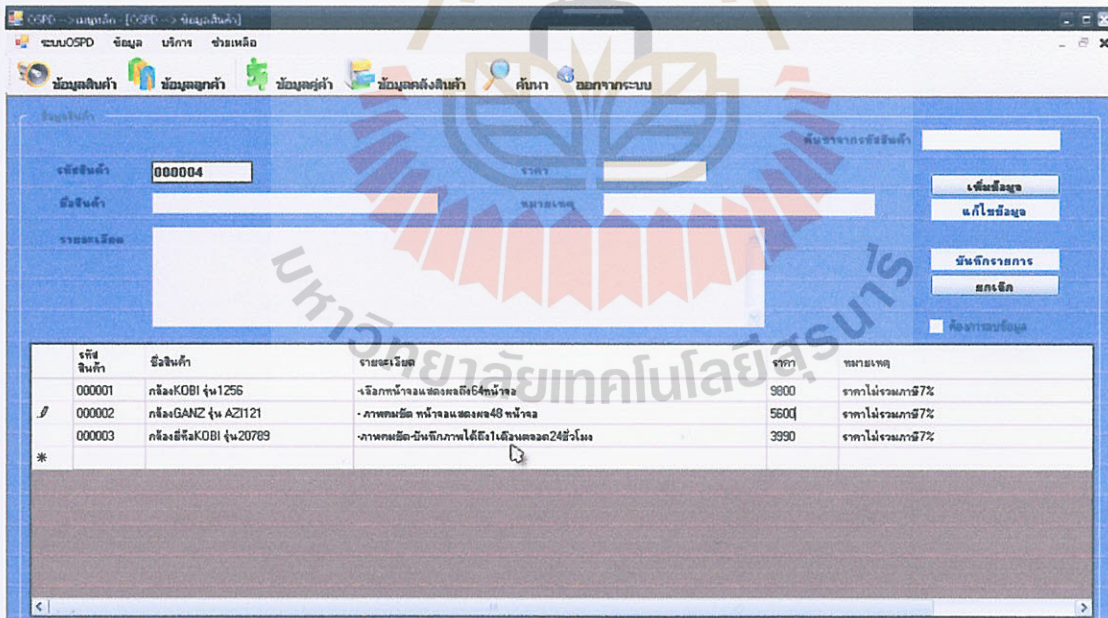 OSPD --> เมนูหลัก - [OSPD --> ข้อมูลสินค้า]
ระบบOSPD ข้อมูล บริการ ช่วยเหลือ
ข้อมูลสินค้า ข้อมูลลูกค้า ข้อมูลคู่ค้า ข้อมูลคลังสินค้า ค้นหา ออกจากระบบ
ข้อมูลสินค้า
ค้นหาจากรหัสสินค้า
รหัสสินค้า 000004 ราคา
เพิ่มข้อมูล
ชื่อสินค้า หมายเหตุ
แก้ไขข้อมูล
รายละเอียด
บันทึกรายการ
ยกเลิก
ต้องการลบข้อมูล
มหาวิทยาลัยเทคโนโลยีสุรนารี
รหัสสินค้า ชื่อสินค้า รายละเอียด ราคา หมายเหตุ
000001 กล้องKOBI รุ่น1256 -เลือกหน้าจอแสดงผลถึง64หน้าจอ 9800 ราคาไม่รวมภาษี7%
000002 กล้องGANZ รุ่น AZI121 - ภาพคมชัด หน้าจอแสดงผล48 หน้าจอ 5600 ราคาไม่รวมภาษี7%
000003 กล้องยี่ห้อKOBI รุ่น20789 -ภาพคมชัด-บันทึกภาพได้ถึง1เดือนตลอด24ชั่วโมง 3990 ราคาไม่รวมภาษี7%